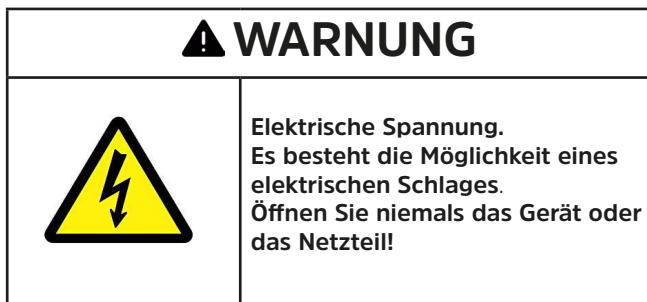 WARNUNG
Elektrische Spannung.
Es besteht die Möglichkeit eines
elektrischen Schlages.
Öffnen Sie niemals das Gerät oder
das Netzteil!